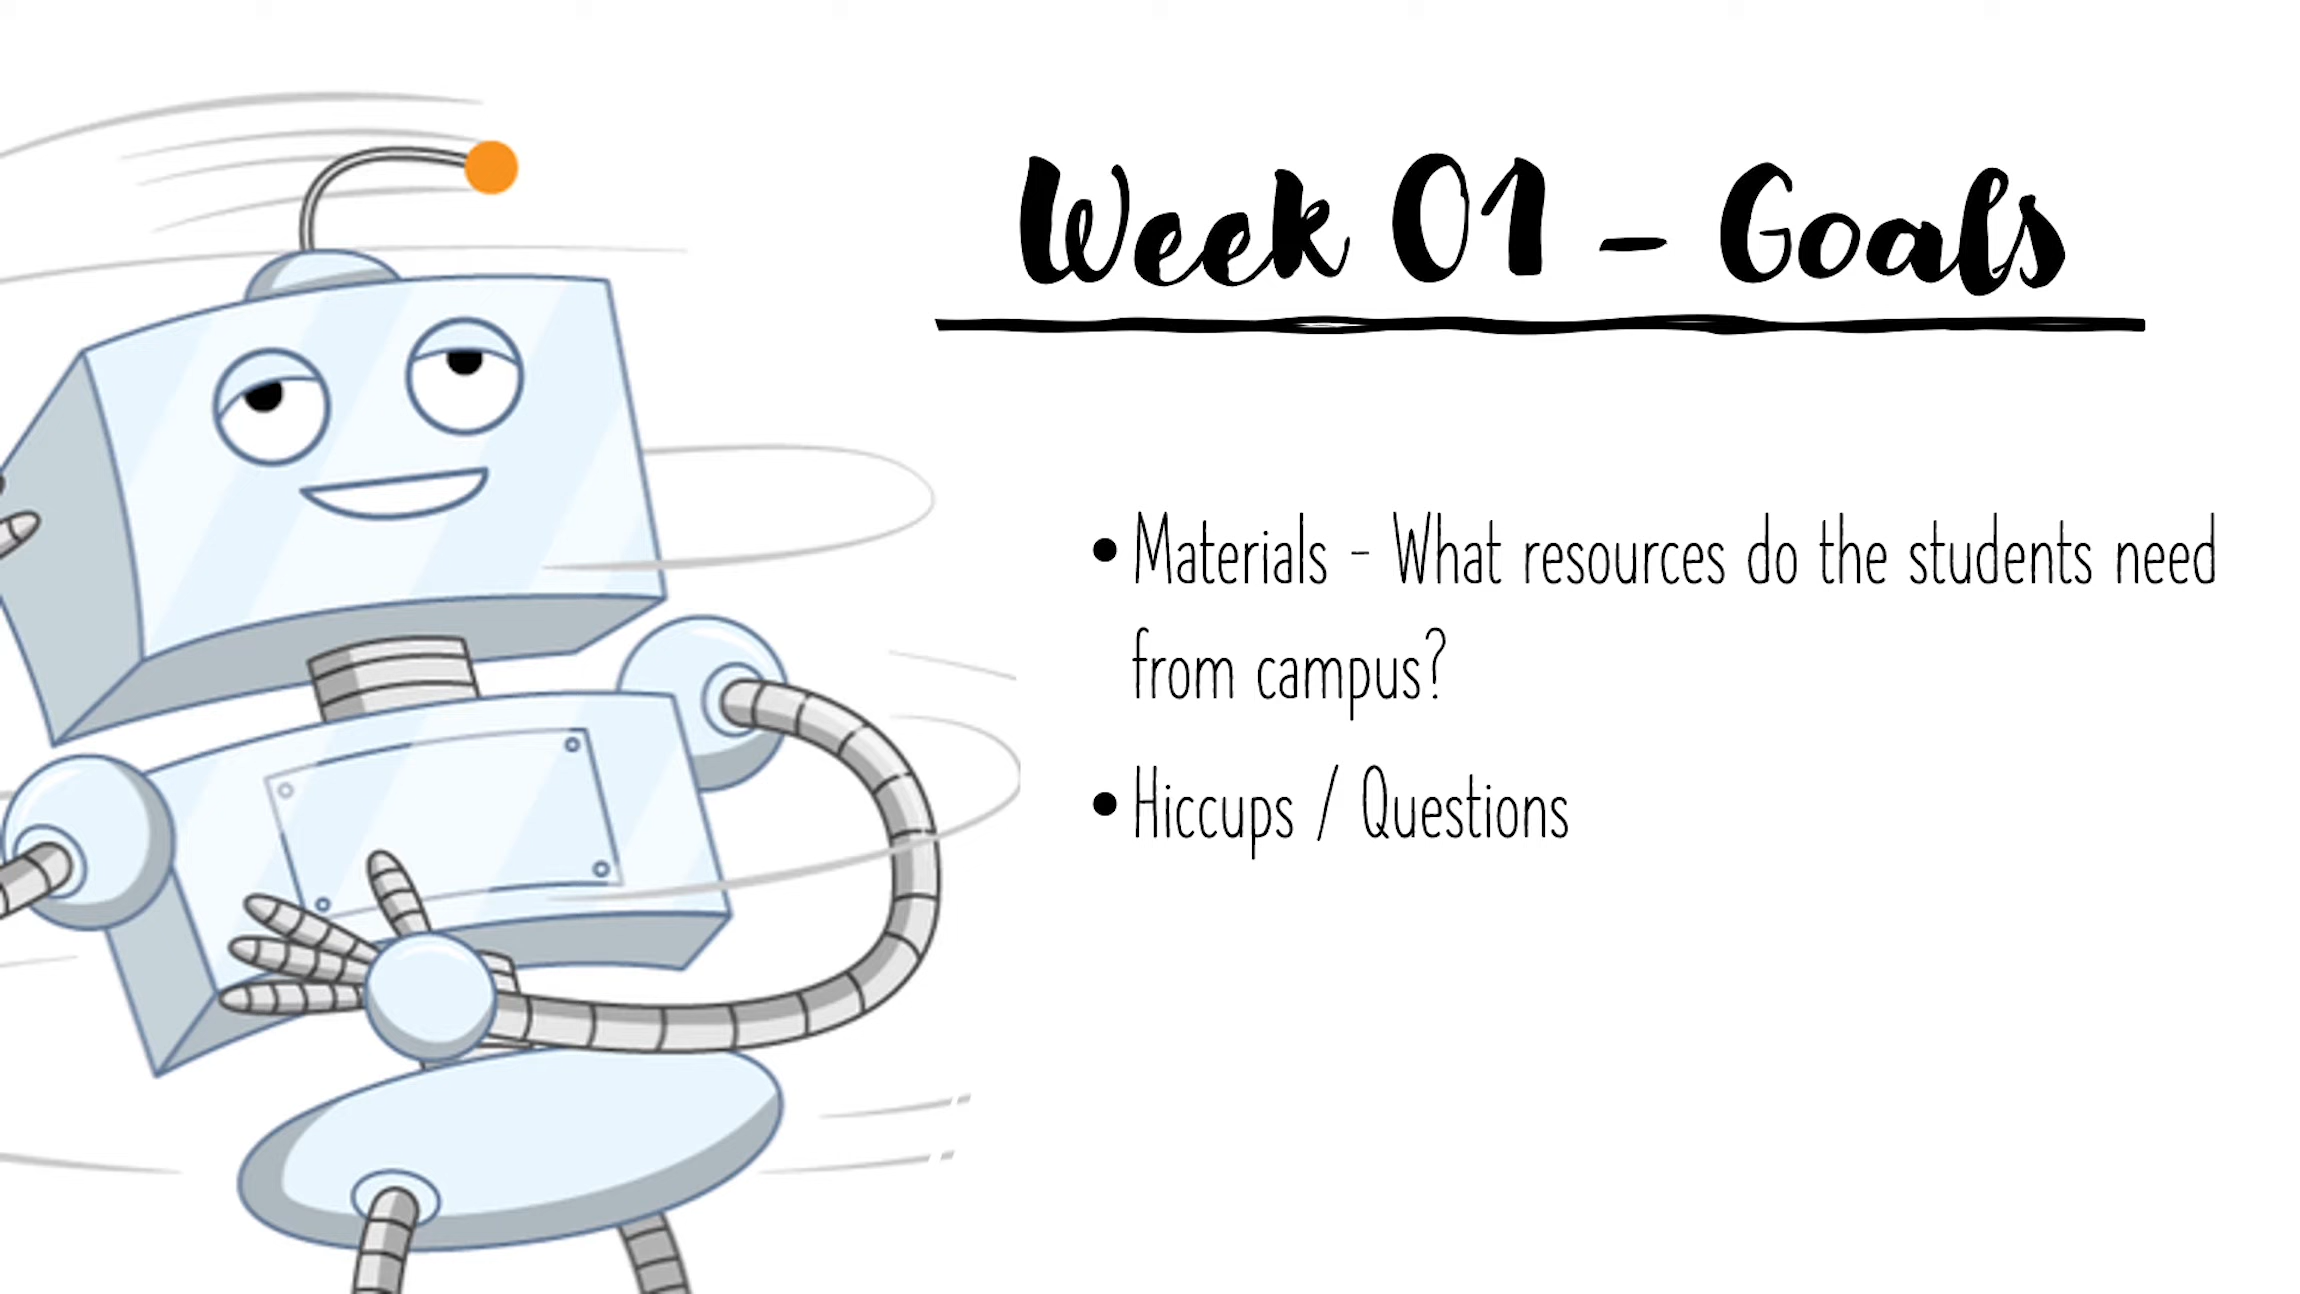 Week 01 - Goals
• Materials - What resources do the students need
from campus?
• Hiccups / Questions